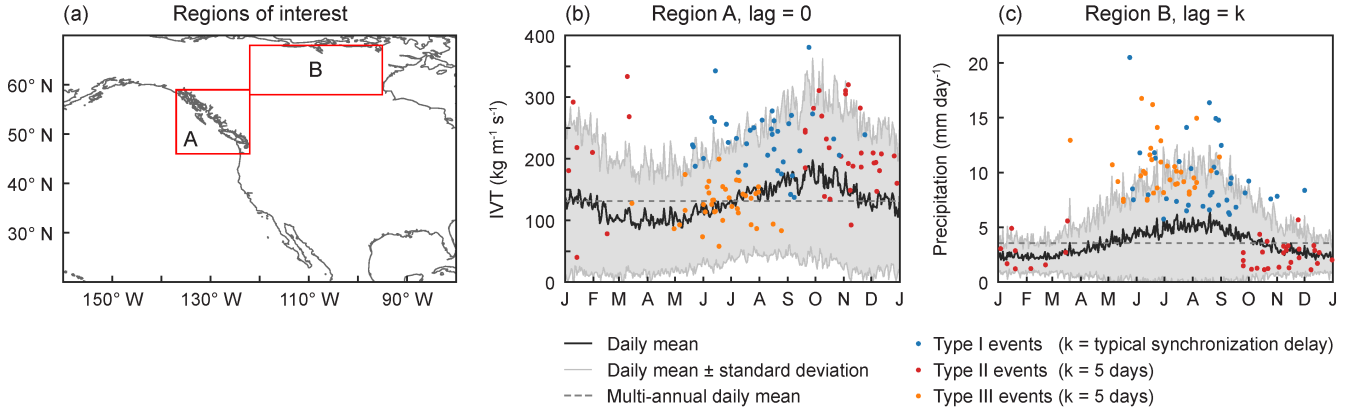 (a) Regions of interest
60° N
50° N
40° N
30° N
150° W 130° W 110° W 90° W
A
B
(b) Region A, lag = 0
IVT (kg m⁻¹ s⁻¹)
400
300
200
100
0
J F M A M J J A S O N D J
(c) Region B, lag = k
Precipitation (mm day⁻¹)
20
15
10
5
0
J F M A M J J A S O N D J
Daily mean
Daily mean ± standard deviation
Multi-annual daily mean
Type I events (k = typical synchronization delay)
Type II events (k = 5 days)
Type III events (k = 5 days)